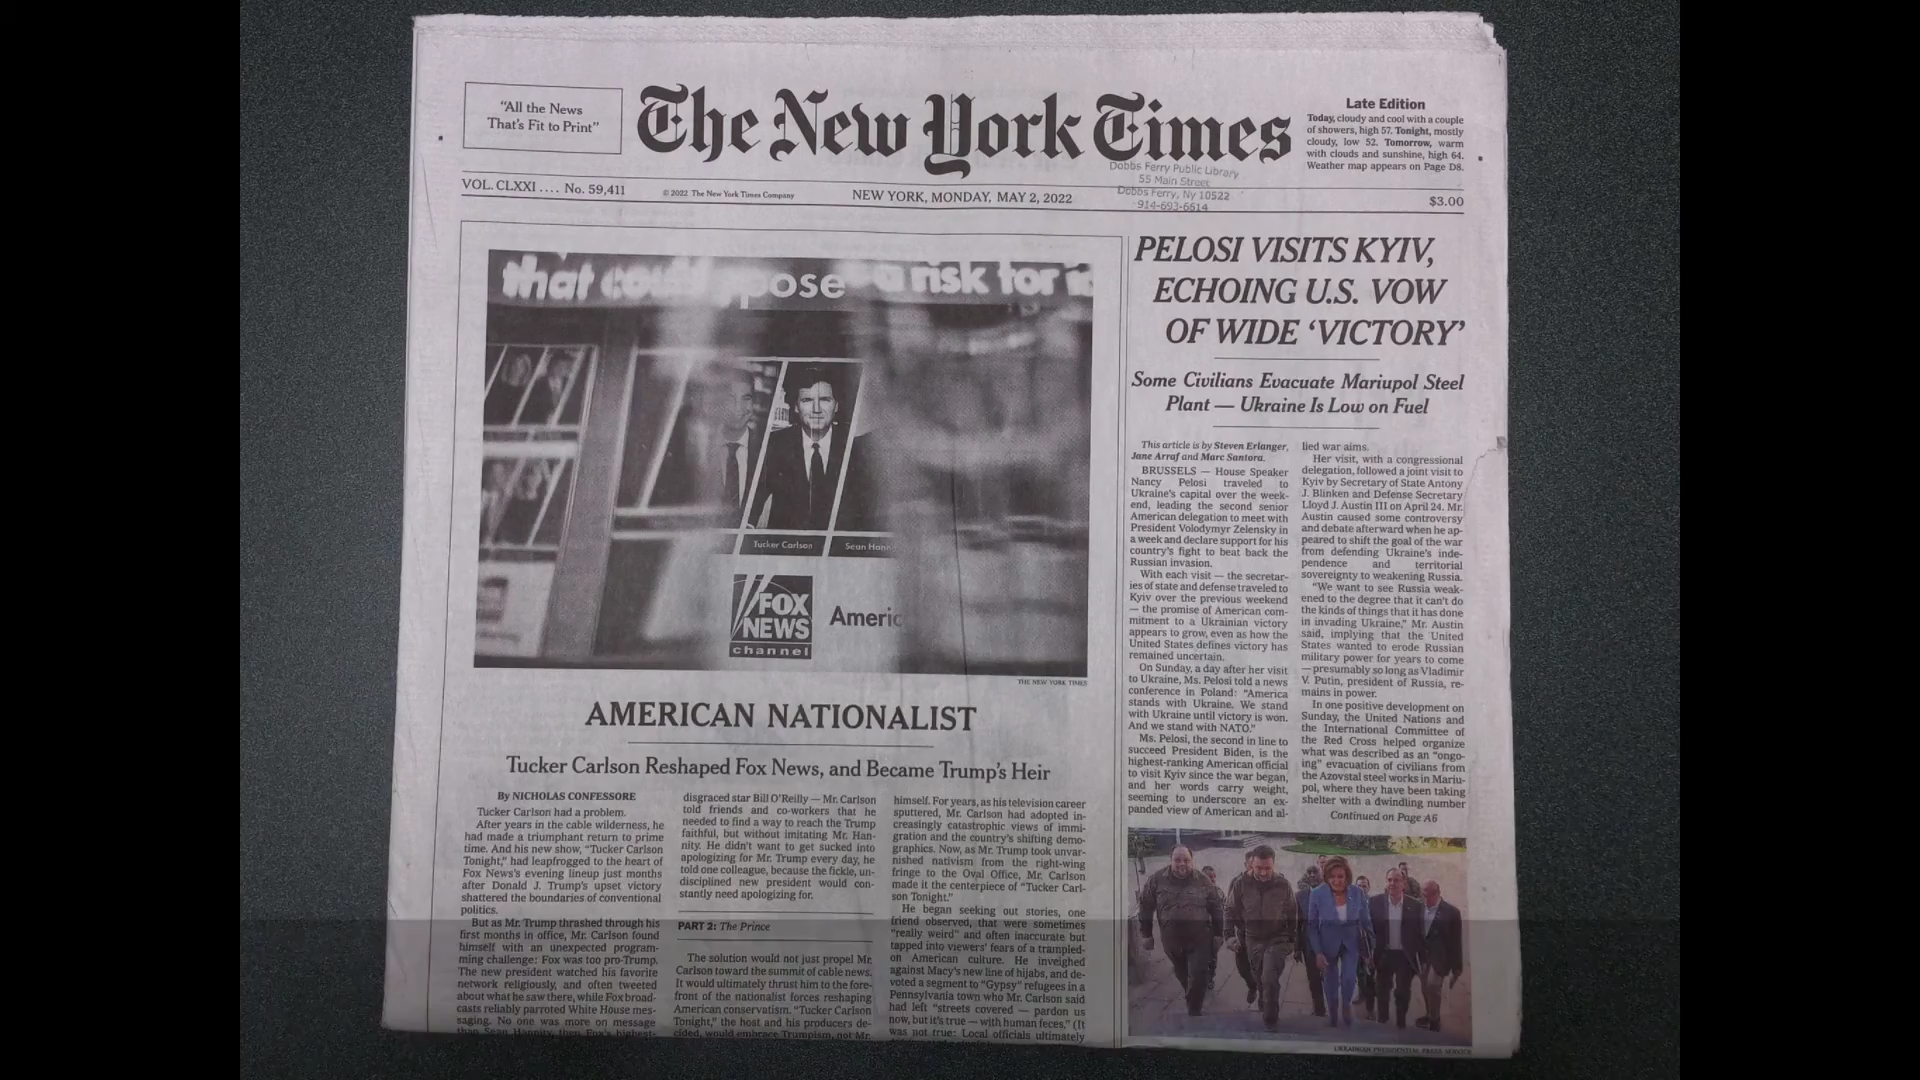 "All the News
That's Fit to Print"
The New York Times
Late Edition
Today, cloudy and cool with a couple
of showers, high 57. Tonight, mostly
cloudy, low 52. Tomorrow, warm
with clouds and sunshine, high 64.
Weather map appears on Page D8.
Dobbs Ferry Public Library
55 Main Street
Dobbs Ferry, Ny 10522
914-693-6614
VOL. CLXXI .... No. 59,411
© 2022 The New York Times Company
NEW YORK, MONDAY, MAY 2, 2022
$3.00
that pose a risk for
Tucker Carlson
Sean Hann
FOX
NEWS
channel
Americ
THE NEW YORK TIMES
AMERICAN NATIONALIST
Tucker Carlson Reshaped Fox News, and Became Trump's Heir
By NICHOLAS CONFESSORE
Tucker Carlson had a problem.
After years in the cable wilderness, he
had made a triumphant return to prime
time. And his new show, "Tucker Carlson
Tonight," had leapfrogged to the heart of
Fox News's evening lineup just months
after Donald J. Trump's upset victory
shattered the boundaries of conventional
politics.
But as Mr. Trump thrashed through his
first months in office, Mr. Carlson found
himself with an unexpected program-
ming challenge: Fox was too pro-Trump.
The new president watched his favorite
network religiously, and often tweeted
about what he saw there, while Fox broad-
casts reliably parroted White House mes-
saging. No one was more on message
than Sean Hannity, then Fox's highest-
disgraced star Bill O'Reilly — Mr. Carlson
told friends and co-workers that he
needed to find a way to reach the Trump
faithful, but without imitating Mr. Han-
nity. He didn't want to get sucked into
apologizing for Mr. Trump every day, he
told one colleague, because the fickle, un-
disciplined new president would con-
stantly need apologizing for.
PART 2: The Prince
The solution would not just propel Mr.
Carlson toward the summit of cable news.
It would ultimately thrust him to the fore-
front of the nationalist forces reshaping
American conservatism. "Tucker Carlson
Tonight," the host and his producers de-
cided, would embrace Trumpism, not Mr.
himself. For years, as his television career
sputtered, Mr. Carlson had adopted in-
creasingly catastrophic views of immi-
gration and the country's shifting demo-
graphics. Now, as Mr. Trump took unvar-
nished nativism from the right-wing
fringe to the Oval Office, Mr. Carlson
made it the centerpiece of "Tucker Carl-
son Tonight."
He began seeking out stories, one
friend observed, that were sometimes
"really weird" and often inaccurate but
tapped into viewers' fears of a trampled-
on American culture. He inveighed
against Macy's new line of hijabs, and de-
voted a segment to "Gypsy" refugees in a
Pennsylvania town who Mr. Carlson said
had left "streets covered — pardon us
now, but it's true — with human feces." (It
was not true: Local officials ultimately
PELOSI VISITS KYIV,
ECHOING U.S. VOW
OF WIDE 'VICTORY'
Some Civilians Evacuate Mariupol Steel
Plant — Ukraine Is Low on Fuel
This article is by Steven Erlanger,
Jane Arraf and Marc Santora.
BRUSSELS — House Speaker
Nancy Pelosi traveled to
Ukraine's capital over the week-
end, leading the second senior
American delegation to meet with
President Volodymyr Zelensky in
a week and declare support for his
country's fight to beat back the
Russian invasion.
With each visit — the secretar-
ies of state and defense traveled to
Kyiv over the previous weekend
— the promise of American com-
mitment to a Ukrainian victory
appears to grow, even as how the
United States defines victory has
remained uncertain.
On Sunday, a day after her visit
to Ukraine, Ms. Pelosi told a news
conference in Poland: "America
stands with Ukraine. We stand
with Ukraine until victory is won.
And we stand with NATO."
Ms. Pelosi, the second in line to
succeed President Biden, is the
highest-ranking American official
to visit Kyiv since the war began,
and her words carry weight,
seeming to underscore an ex-
panded view of American and al-
lied war aims.
Her visit, with a congressional
delegation, followed a joint visit to
Kyiv by Secretary of State Antony
J. Blinken and Defense Secretary
Lloyd J. Austin III on April 24. Mr.
Austin caused some controversy
and debate afterward when he ap-
peared to shift the goal of the war
from defending Ukraine's inde-
pendence and territorial
sovereignty to weakening Russia.
"We want to see Russia weak-
ened to the degree that it can't do
the kinds of things that it has done
in invading Ukraine," Mr. Austin
said, implying that the United
States wanted to erode Russian
military power for years to come
— presumably so long as Vladimir
V. Putin, president of Russia, re-
mains in power.
In one positive development on
Sunday, the United Nations and
the International Committee of
the Red Cross helped organize
what was described as an "ongo-
ing" evacuation of civilians from
the Azovstal steel works in Mariu-
pol, where they have been taking
shelter with a dwindling number
Continued on Page A6
UKRAINIAN PRESIDENTIAL PRESS SERVICE